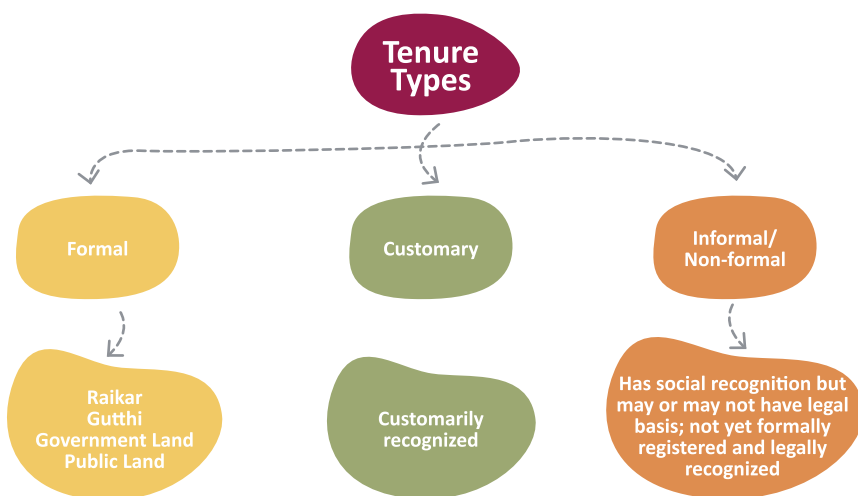 Tenure
Types
Formal
Customary
Informal/
Non-formal
Raikar
Gutthi
Government Land
Public Land
Customarily
recognized
Has social recognition but
may or may not have legal
basis; not yet formally
registered and legally
recognized